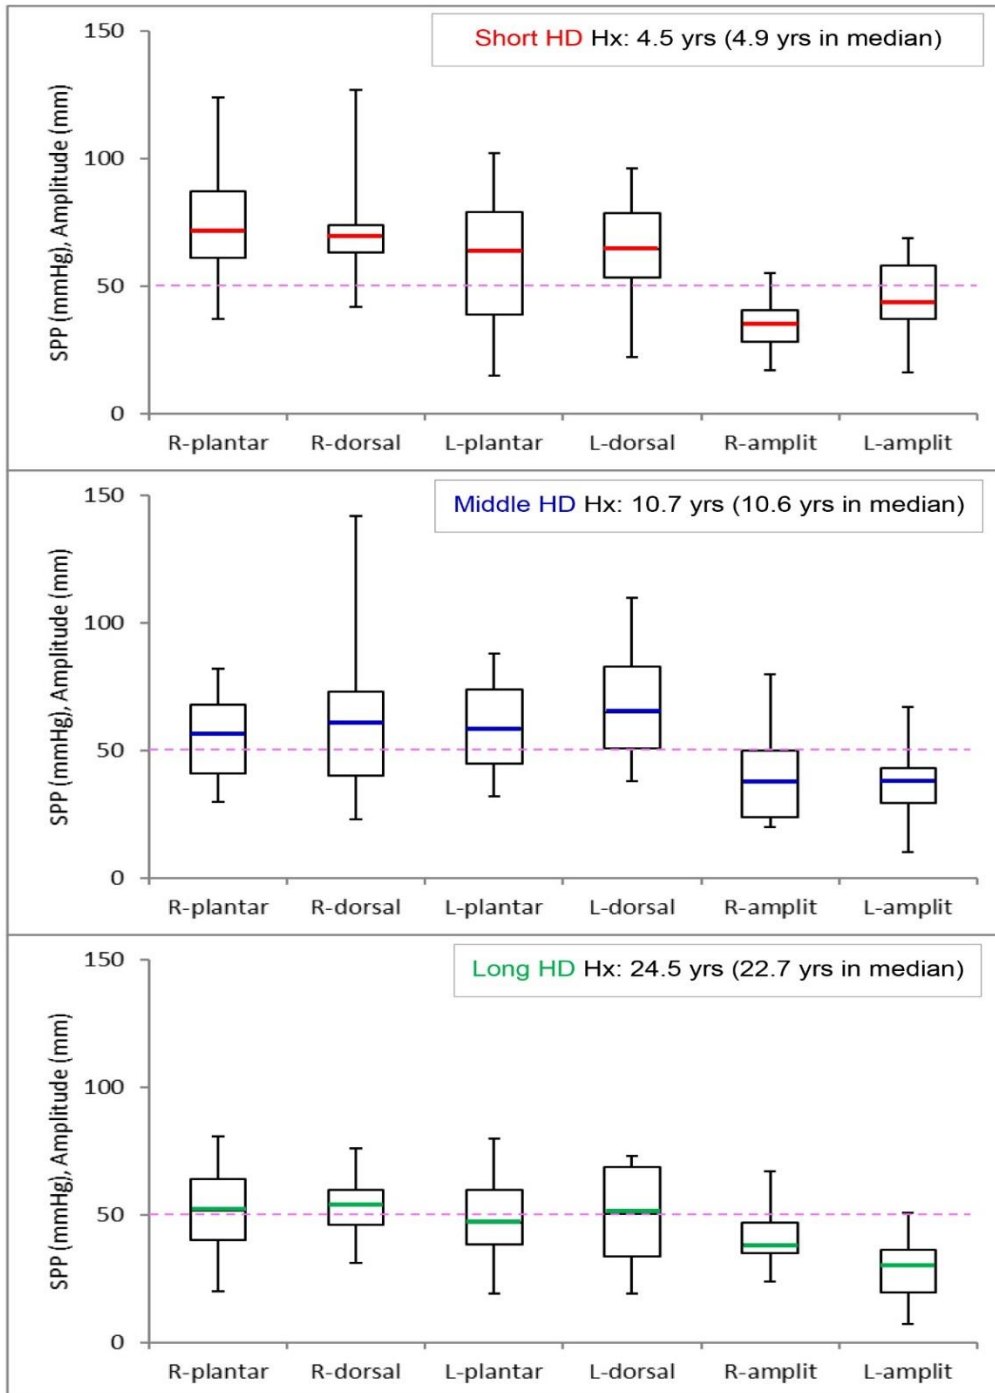 Short HD Hx: 4.5 yrs (4.9 yrs in median)
SPP (mmHg), Amplitude (mm)
150
100
50
0
R-plantar R-dorsal L-plantar L-dorsal R-amplit L-amplit
Middle HD Hx: 10.7 yrs (10.6 yrs in median)
SPP (mmHg), Amplitude (mm)
150
100
50
0
R-plantar R-dorsal L-plantar L-dorsal R-amplit L-amplit
Long HD Hx: 24.5 yrs (22.7 yrs in median)
SPP (mmHg), Amplitude (mm)
150
100
50
0
R-plantar R-dorsal L-plantar L-dorsal R-amplit L-amplit